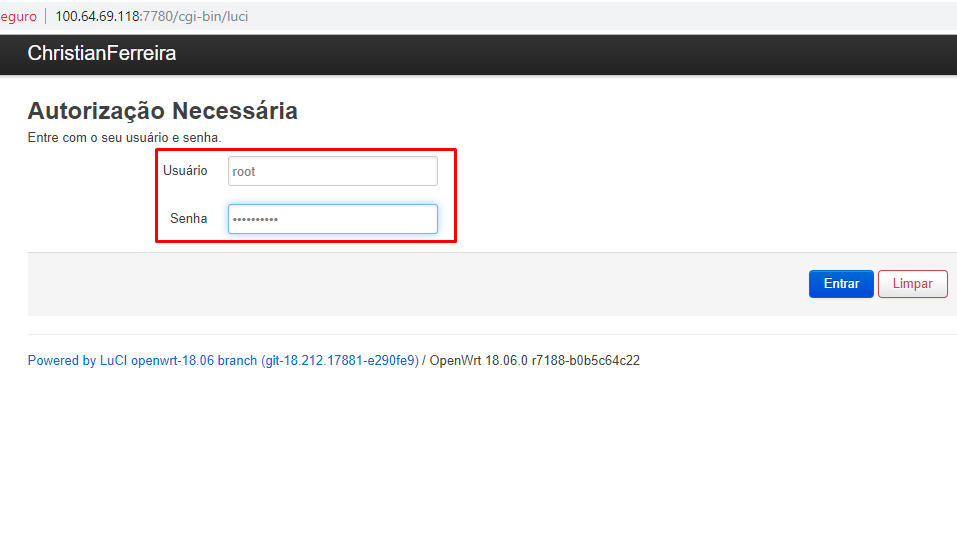 eguro 100.64.69.118:7780/cgi-bin/luci
ChristianFerreira
Autorização Necessária
Entre com o seu usuário e senha.
Usuário root
Senha ••••••••••
Entrar Limpar
Powered by LuCI openwrt-18.06 branch (git-18.212.17881-e290fe9) / OpenWrt 18.06.0 r7188-b0b5c64c22